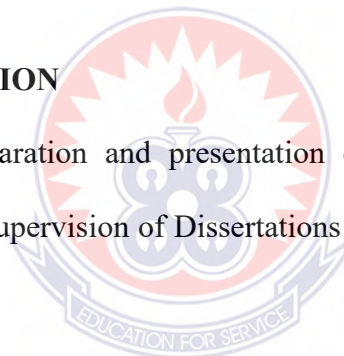 ION
aration and presentation
upervision of Dissertations
EDUCATION FOR SERVICE